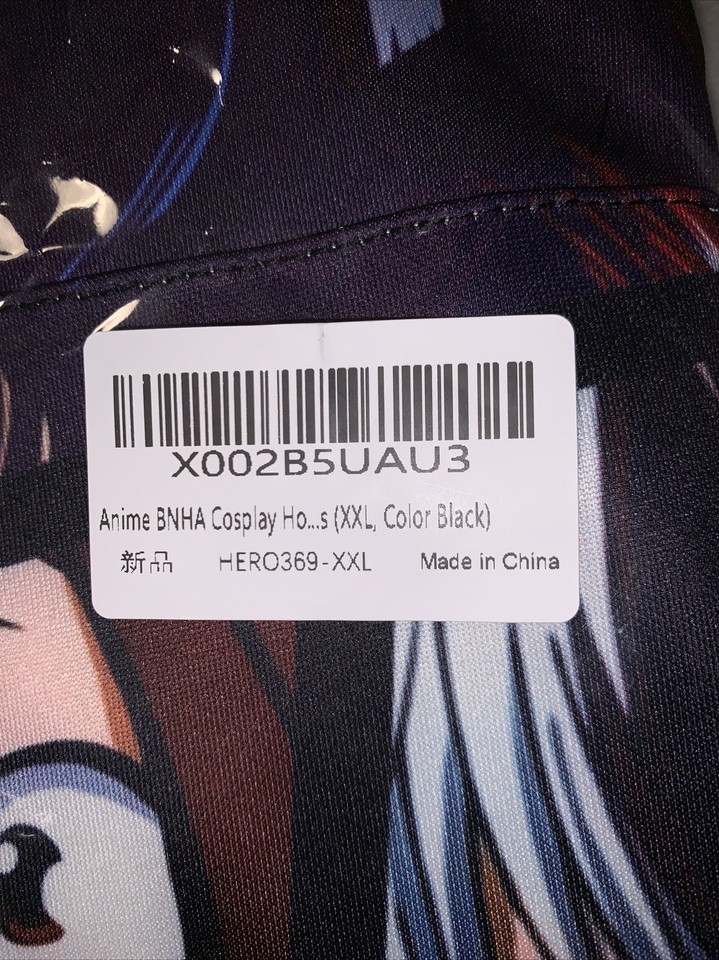 X002B5UAU3
Anime BNHA Cosplay Ho...s (XXL, Color Black)
新品 HERO369-XXL Made in China